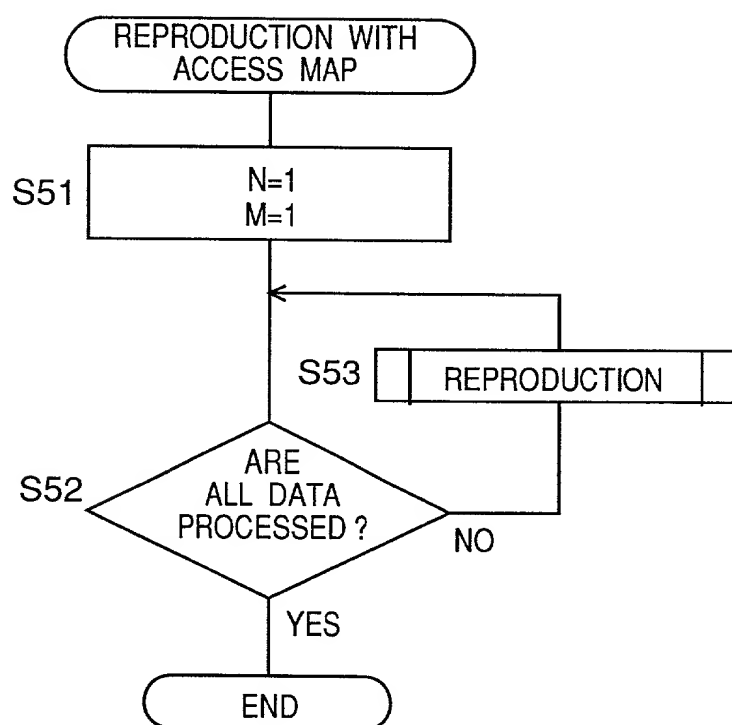 REPRODUCTION WITH
ACCESS MAP
S51
N=1
M=1
S53
REPRODUCTION
S52
ARE
ALL DATA
PROCESSED ?
NO
YES
END